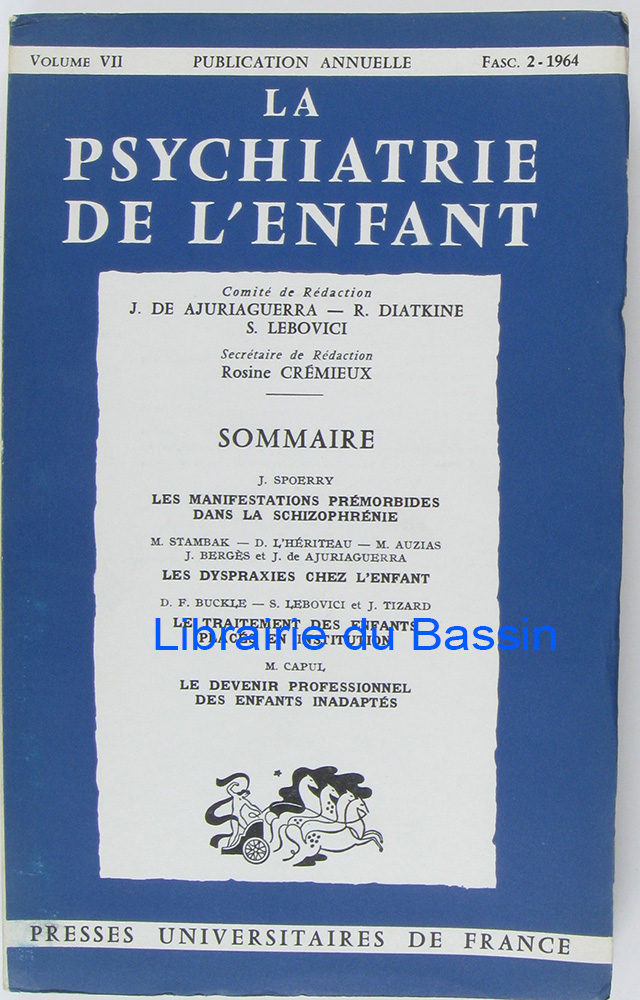 VOLUME VII PUBLICATION ANNUELLE FASC. 2 - 1964
LA
PSYCHIATRIE
DE L'ENFANT
Comité de Rédaction
J. DE AJURIAGUERRA — R. DIATKINE
S. LEBOVICI
Secrétaire de Rédaction
Rosine CRÉMIEUX
SOMMAIRE
J. SPOERRY
LES MANIFESTATIONS PRÉMORBIDES
DANS LA SCHIZOPHRÉNIE
M. STAMBAK — D. L'HÉRITEAU — M. AUZIAS
J. BERGÈS et J. de AJURIAGUERRA
LES DYSPRAXIES CHEZ L'ENFANT
D. F. BUCKLE — S. LEBOVICI et J. TIZARD
LE TRAITEMENT DES ENFANTS
PLACÉS EN INSTITUTION
Librairie du Bassin
M. CAPUL
LE DEVENIR PROFESSIONNEL
DES ENFANTS INADAPTÉS
PRESSES UNIVERSITAIRES DE FRANCE